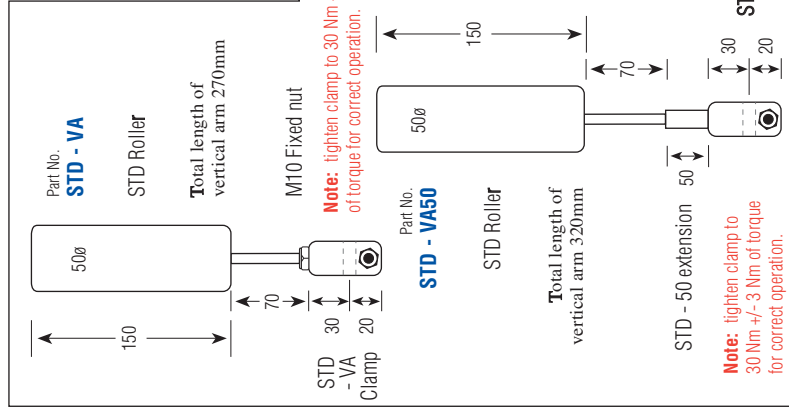 Part No.
STD - VA
STD Roller
Total length of
vertical arm 270mm
M10 Fixed nut
Note: tighten clamp to 30 Nm
of torque for correct operation.
50ø
150
70
30
20
STD
- VA
Clamp
Part No.
STD - VA50
STD Roller
Total length of
vertical arm 320mm
STD - 50 extension
Note: tighten clamp to
30 Nm +/- 3 Nm of torque
for correct operation.
50ø
150
70
50
30
20